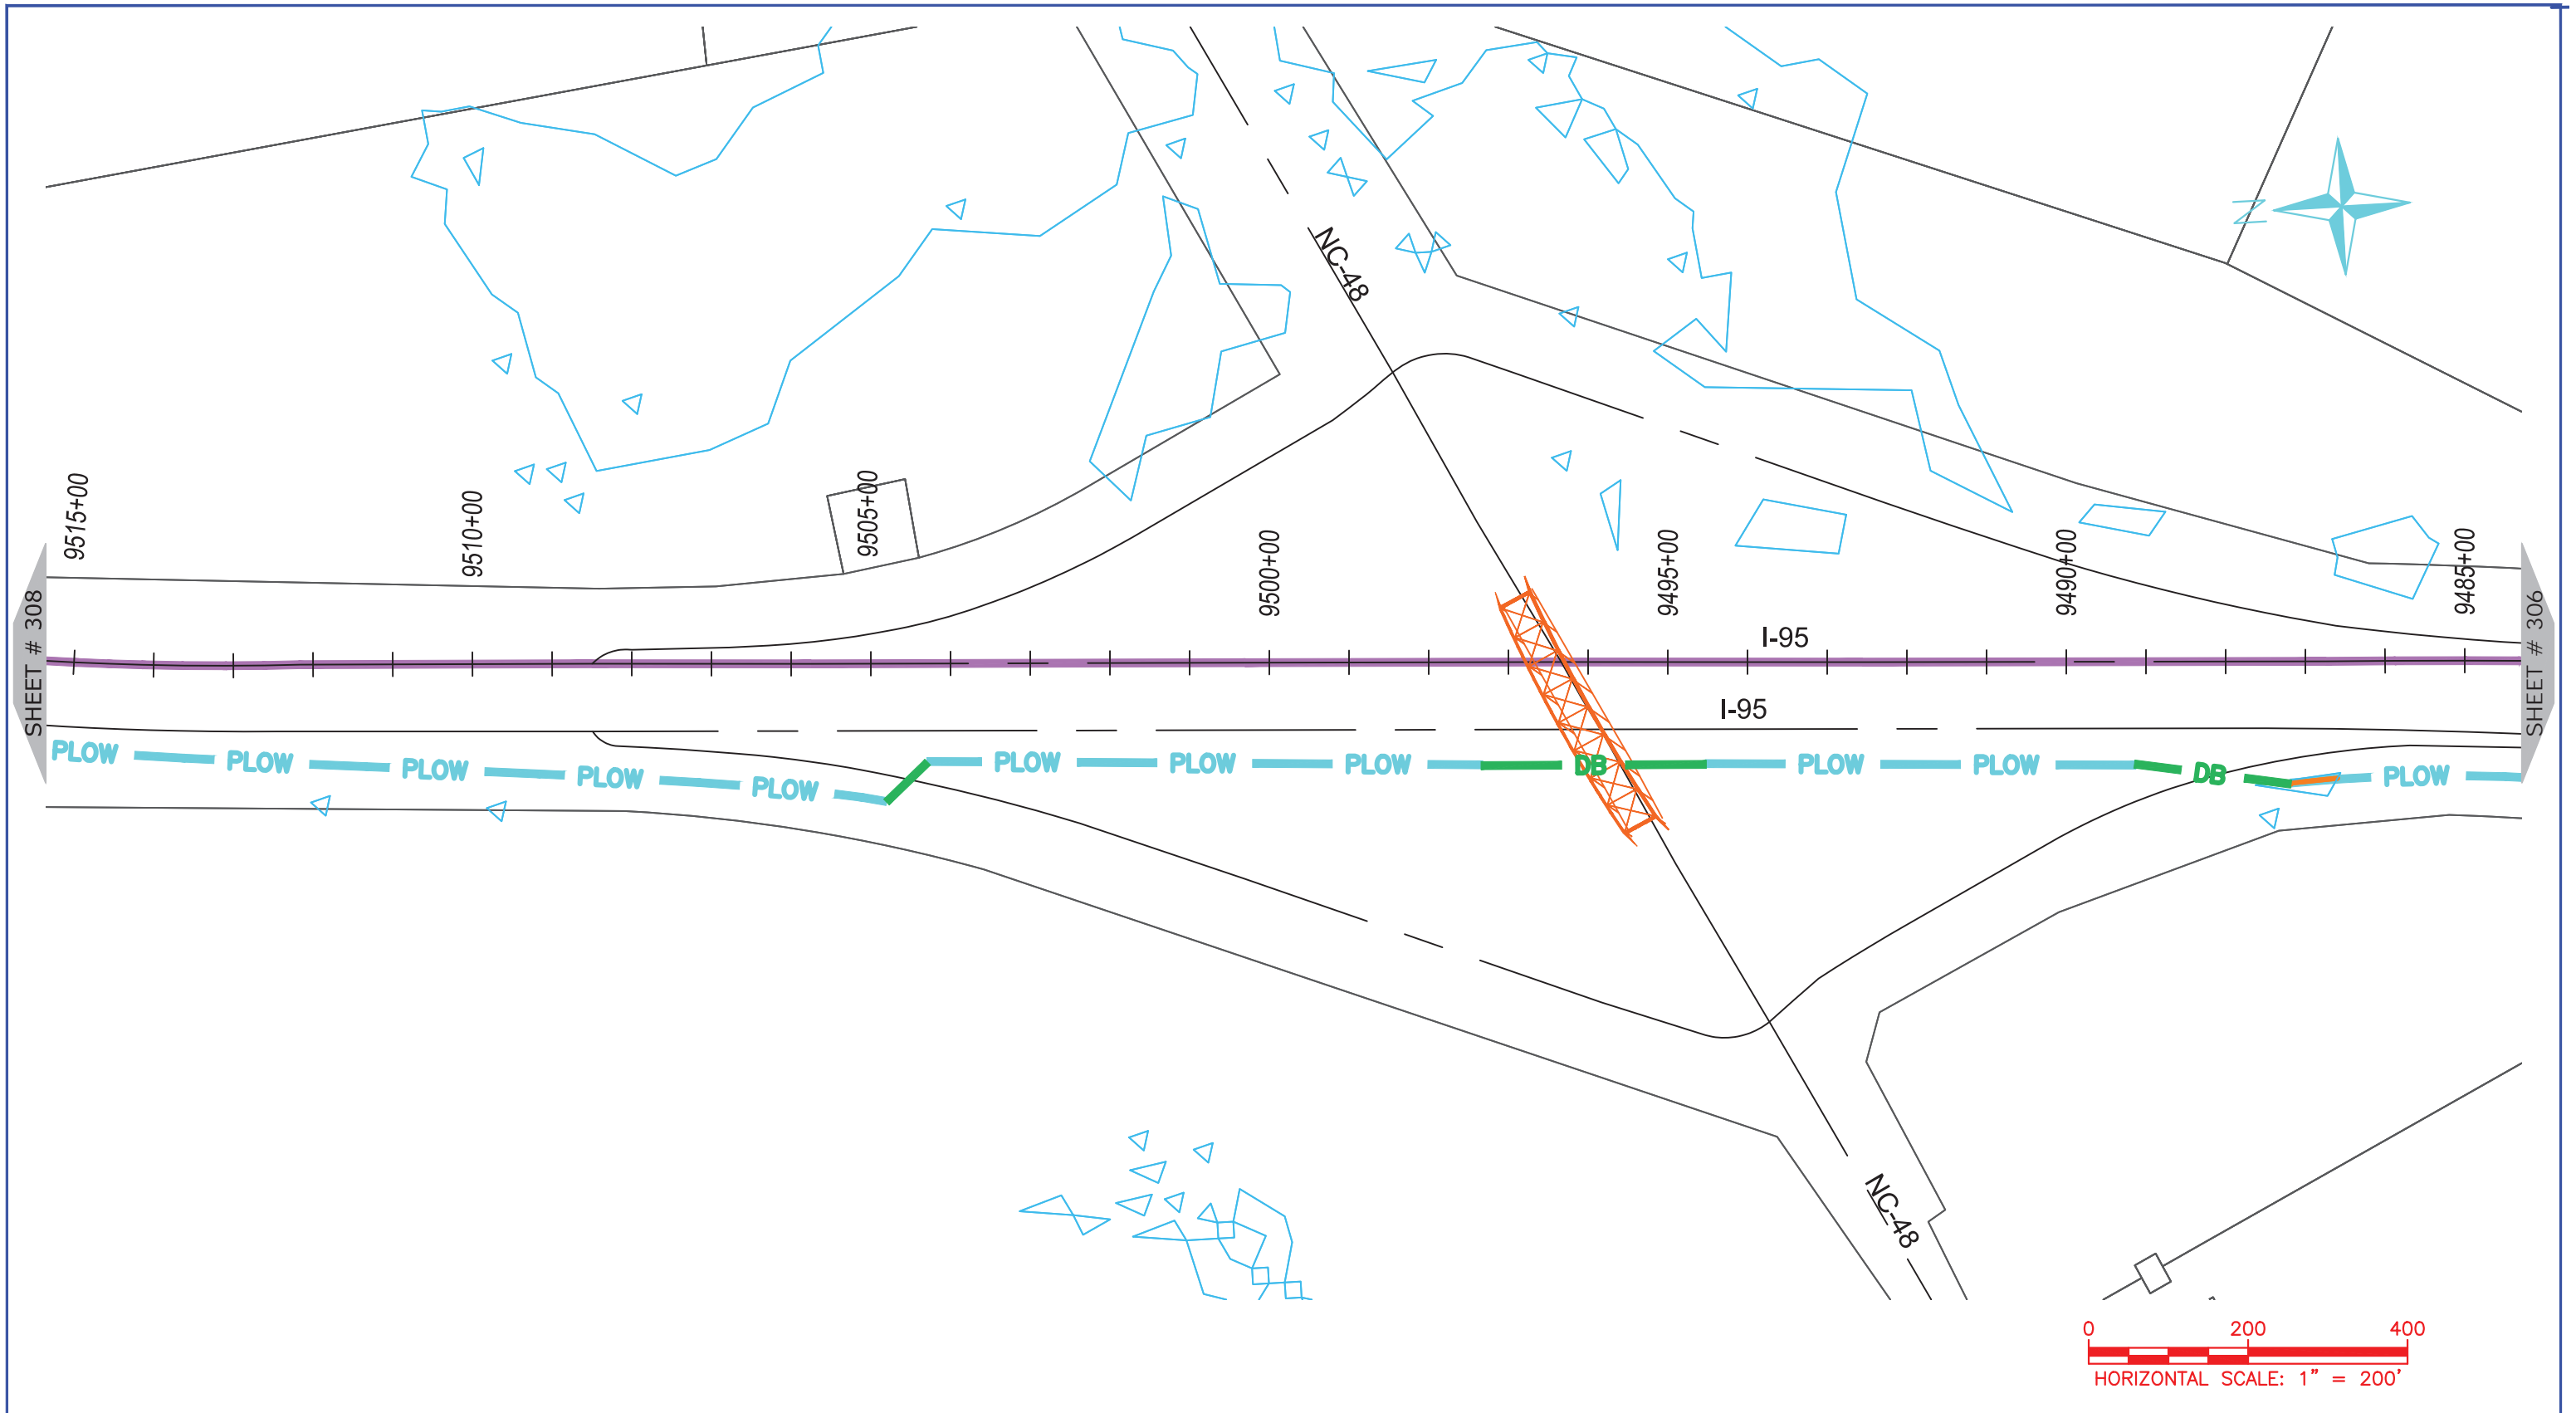 NC-48
N
9515+00
9510+00
9505+00
9500+00
9495+00
9490+00
9485+00
SHEET # 308
SHEET # 306
I-95
I-95
PLOW PLOW PLOW PLOW PLOW PLOW PLOW PLOW DB PLOW PLOW DB PLOW
NC-48
0 200 400
HORIZONTAL SCALE: 1" = 200'